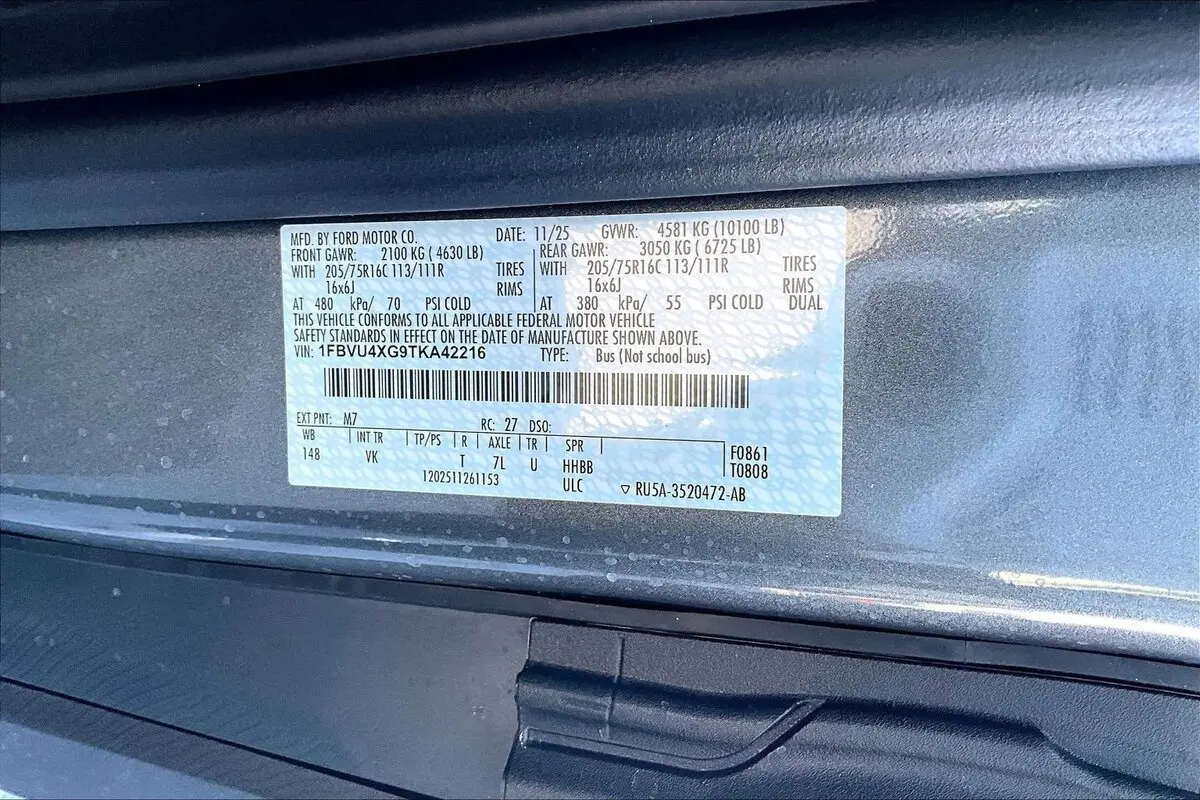 MFD. BY FORD MOTOR CO. DATE: 11/25 GVWR: 4581 KG (10100 LB)
FRONT GAWR: 2100 KG ( 4630 LB) REAR GAWR: 3050 KG ( 6725 LB)
WITH 205/75R16C 113/111R TIRES WITH 205/75R16C 113/111R TIRES
16x6J RIMS 16x6J RIMS
AT 480 kPa/ 70 PSI COLD AT 380 kPa/ 55 PSI COLD DUAL
THIS VEHICLE CONFORMS TO ALL APPLICABLE FEDERAL MOTOR VEHICLE
SAFETY STANDARDS IN EFFECT ON THE DATE OF MANUFACTURE SHOWN ABOVE.
VIN: 1FBVU4XG9TKA42216 TYPE: Bus (Not school bus)
EXT PNT: M7 RC: 27 DSO:
WB INT TR TP/PS R AXLE TR SPR F0861
148 VK T 7L U HHBB T0808
1202511261153 ULC ▽ RU5A-3520472-AB